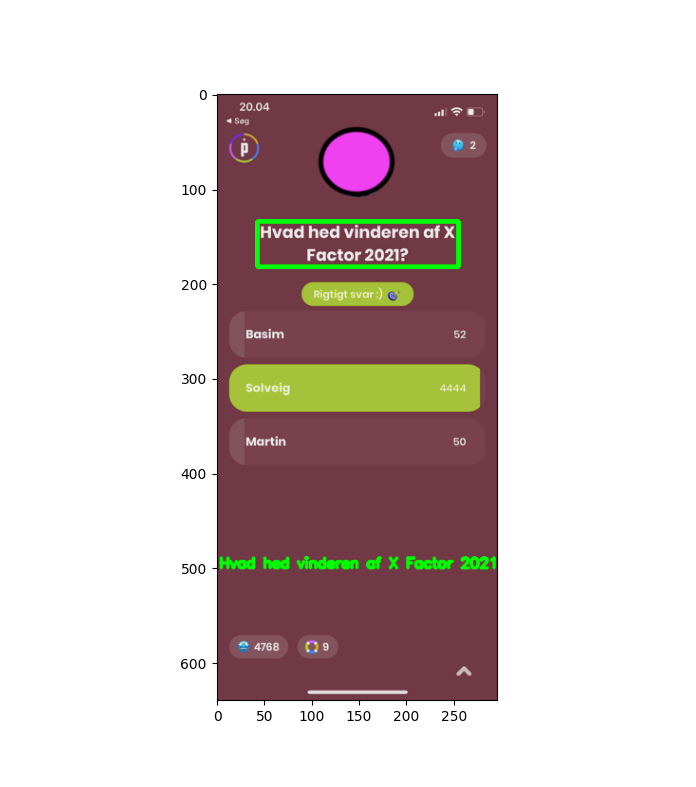 0
100
200
300
400
500
600
0 50 100 150 200 250
20.04
◀ Søg
p
2
Hvad hed vinderen af X
Factor 2021?
Rigtigt svar :)
Basim 52
Solveig 4444
Martin 50
Hvad hed vinderen af X Factor 2021
4768 9